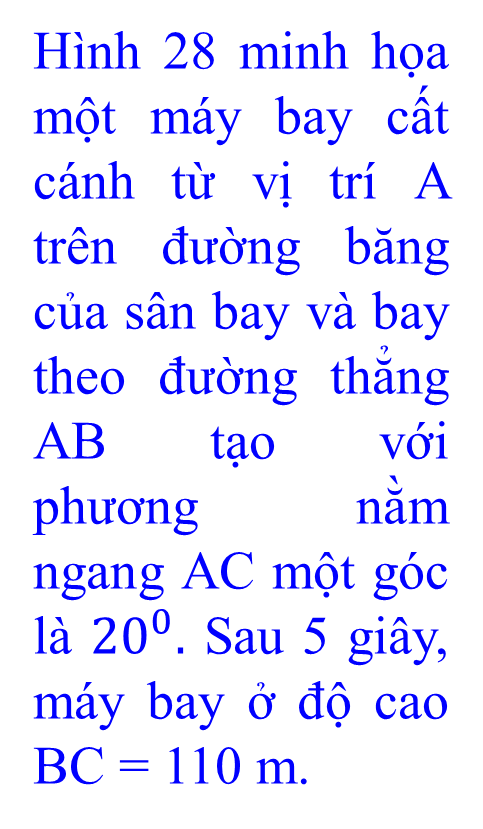 Hình 28 minh họa
một máy bay cất
cánh từ vị trí A
trên đường băng
của sân bay và bay
theo đường thẳng
AB tạo với
phương nằm
ngang AC một góc
là 20⁰. Sau 5 giây,
máy bay ở độ cao
BC = 110 m.